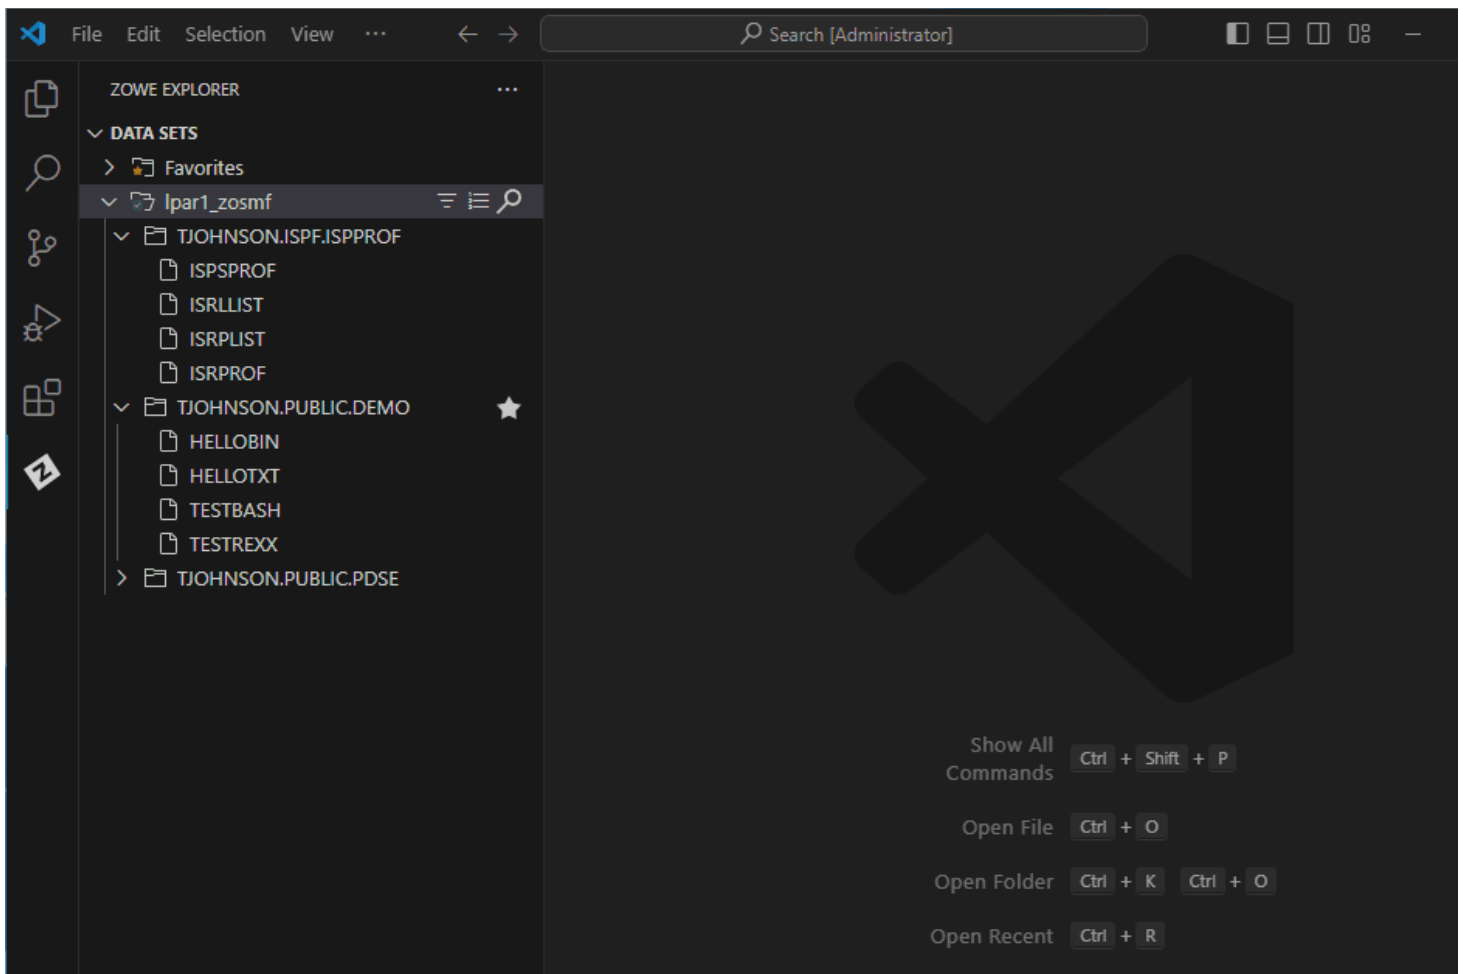 File Edit Selection View ··· Search [Administrator]
ZOWE EXPLORER
DATA SETS
Favorites
lpar1_zosmf
TJOHNSON.ISPF.ISPPROF
ISPSPROF
ISRLLIST
ISRPLIST
ISRPROF
TJOHNSON.PUBLIC.DEMO
HELLOBIN
HELLOTXT
TESTBASH
TESTREXX
TJOHNSON.PUBLIC.PDSE
Show All
Commands Ctrl + Shift + P
Open File Ctrl + O
Open Folder Ctrl + K Ctrl + O
Open Recent Ctrl + R